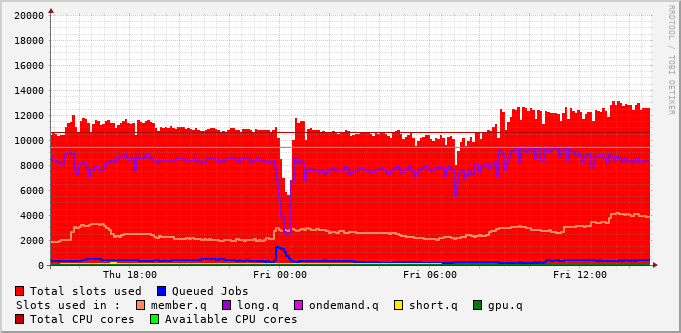 RRDTOOL / TOBI OETIKER
20000
18000
16000
14000
12000
10000
8000
6000
4000
2000
0
Thu 18:00 Fri 00:00 Fri 06:00 Fri 12:00
Total slots used Queued Jobs
Slots used in : member.q long.q ondemand.q short.q gpu.q
Total CPU cores Available CPU cores